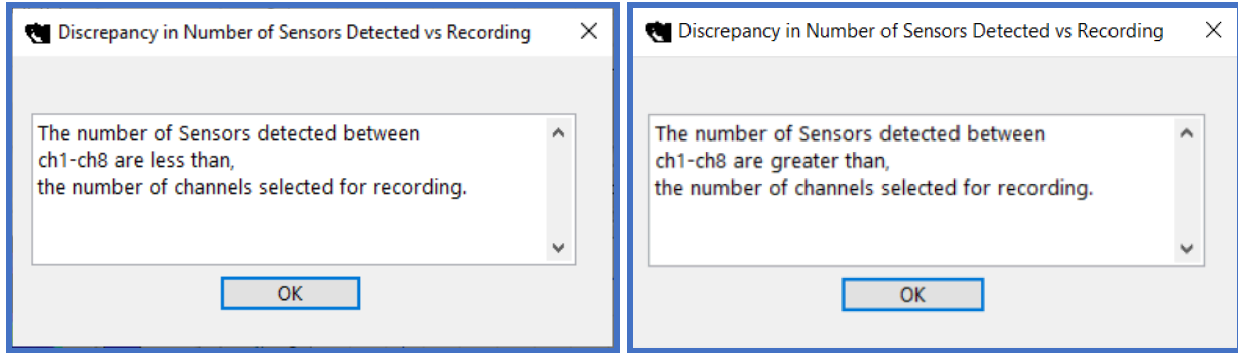 Discrepancy in Number of Sensors Detected vs Recording
The number of Sensors detected between
ch1-ch8 are less than,
the number of channels selected for recording.
OK
Discrepancy in Number of Sensors Detected vs Recording
The number of Sensors detected between
ch1-ch8 are greater than,
the number of channels selected for recording.
OK